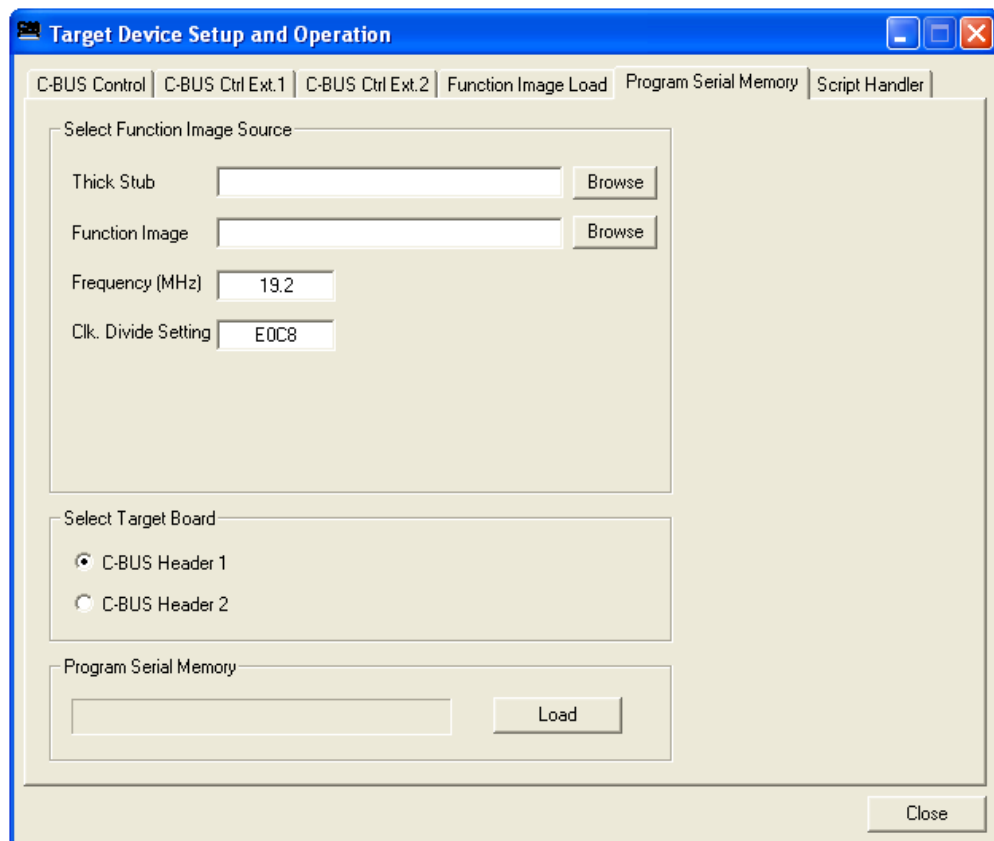 Target Device Setup and Operation
C-BUS Control C-BUS Ctrl Ext.1 C-BUS Ctrl Ext.2 Function Image Load Program Serial Memory Script Handler
Select Function Image Source
Thick Stub Browse
Function Image Browse
Frequency (MHz) 19.2
Clk. Divide Setting E0C8
Select Target Board
C-BUS Header 1
C-BUS Header 2
Program Serial Memory
Load
Close